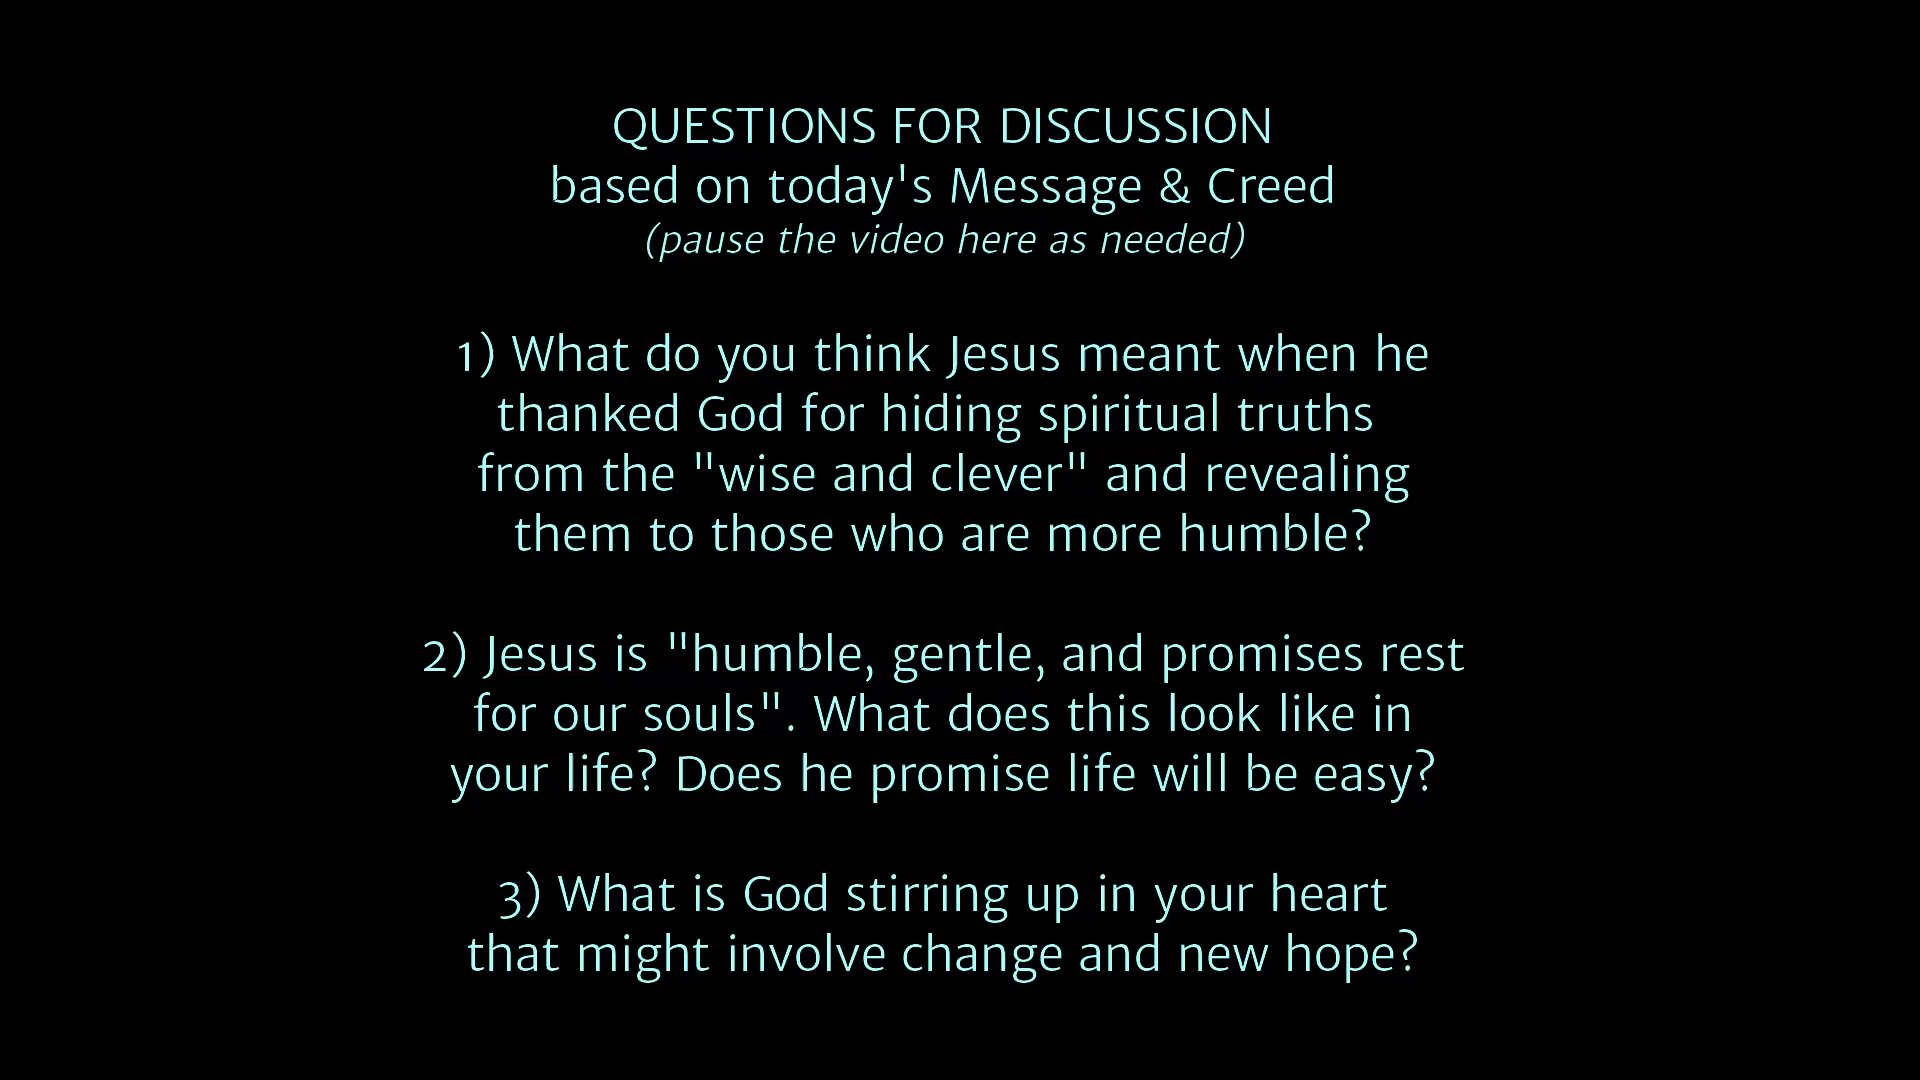 QUESTIONS FOR DISCUSSION
based on today's Message & Creed
(pause the video here as needed)
1) What do you think Jesus meant when he
thanked God for hiding spiritual truths
from the "wise and clever" and revealing
them to those who are more humble?
2) Jesus is "humble, gentle, and promises rest
for our souls". What does this look like in
your life? Does he promise life will be easy?
3) What is God stirring up in your heart
that might involve change and new hope?